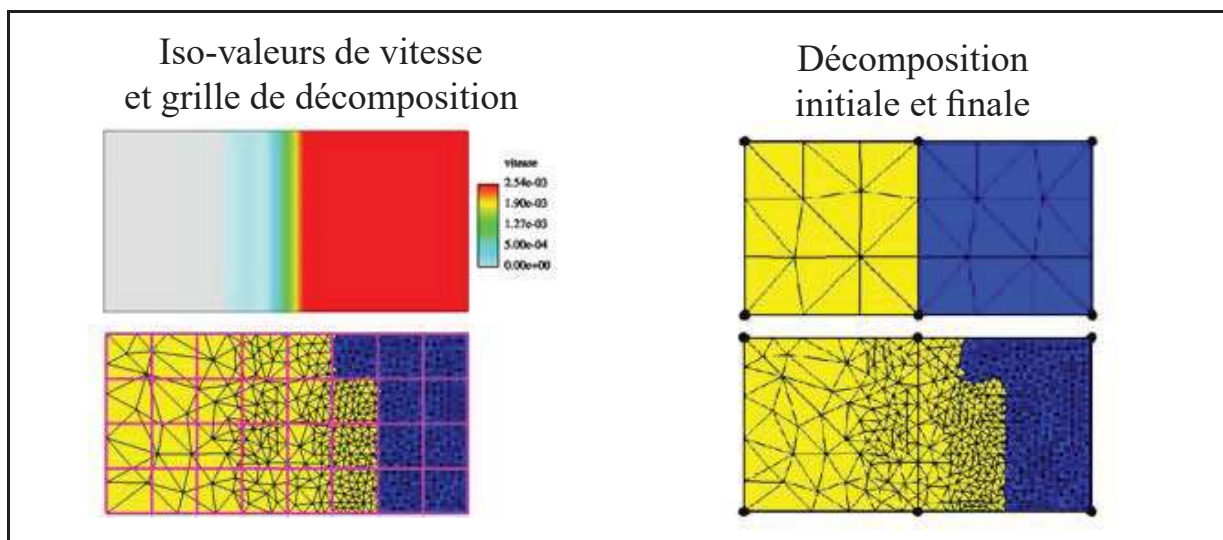 Iso-valeurs de vitesse
et grille de décomposition
Décomposition
initiale et finale
vitesse
2.54e-03
1.90e-03
1.27e-03
5.00e-04
0.00e+00